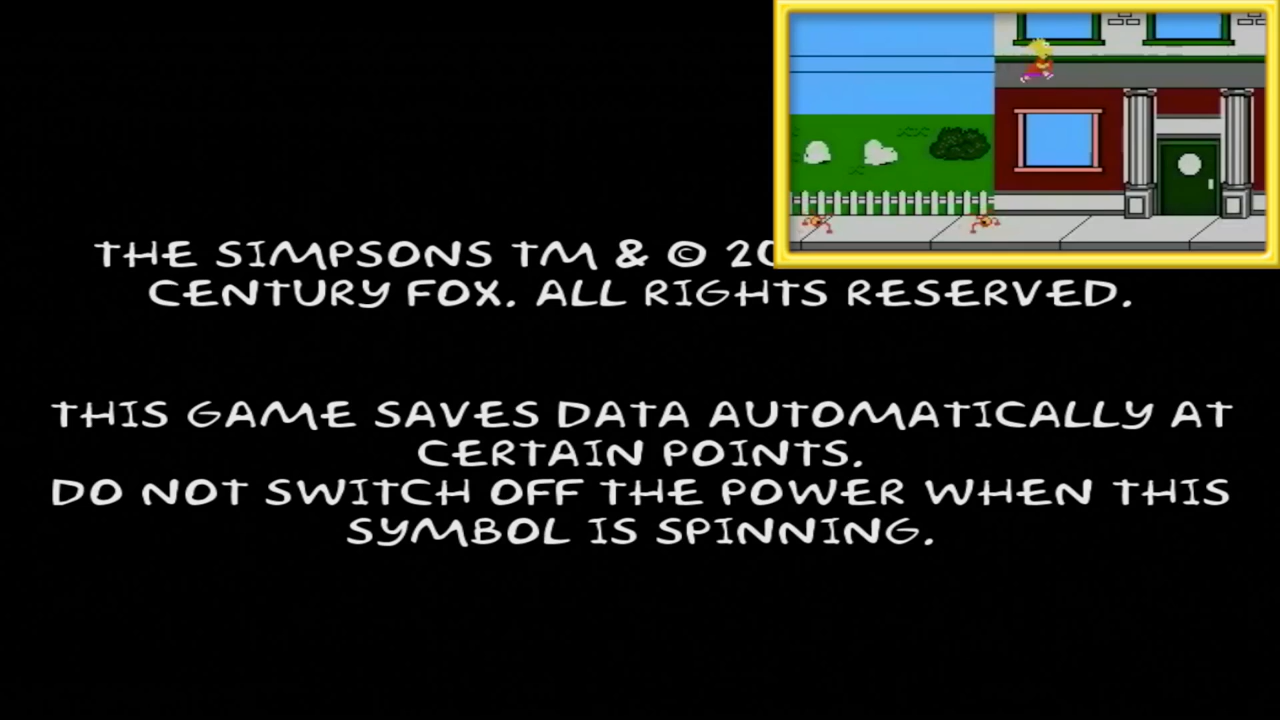 THE SIMPSONS TM & © 20
CENTURY FOX. ALL RIGHTS RESERVED.
THIS GAME SAVES DATA AUTOMATICALLY AT
CERTAIN POINTS.
DO NOT SWITCH OFF THE POWER WHEN THIS
SYMBOL IS SPINNING.